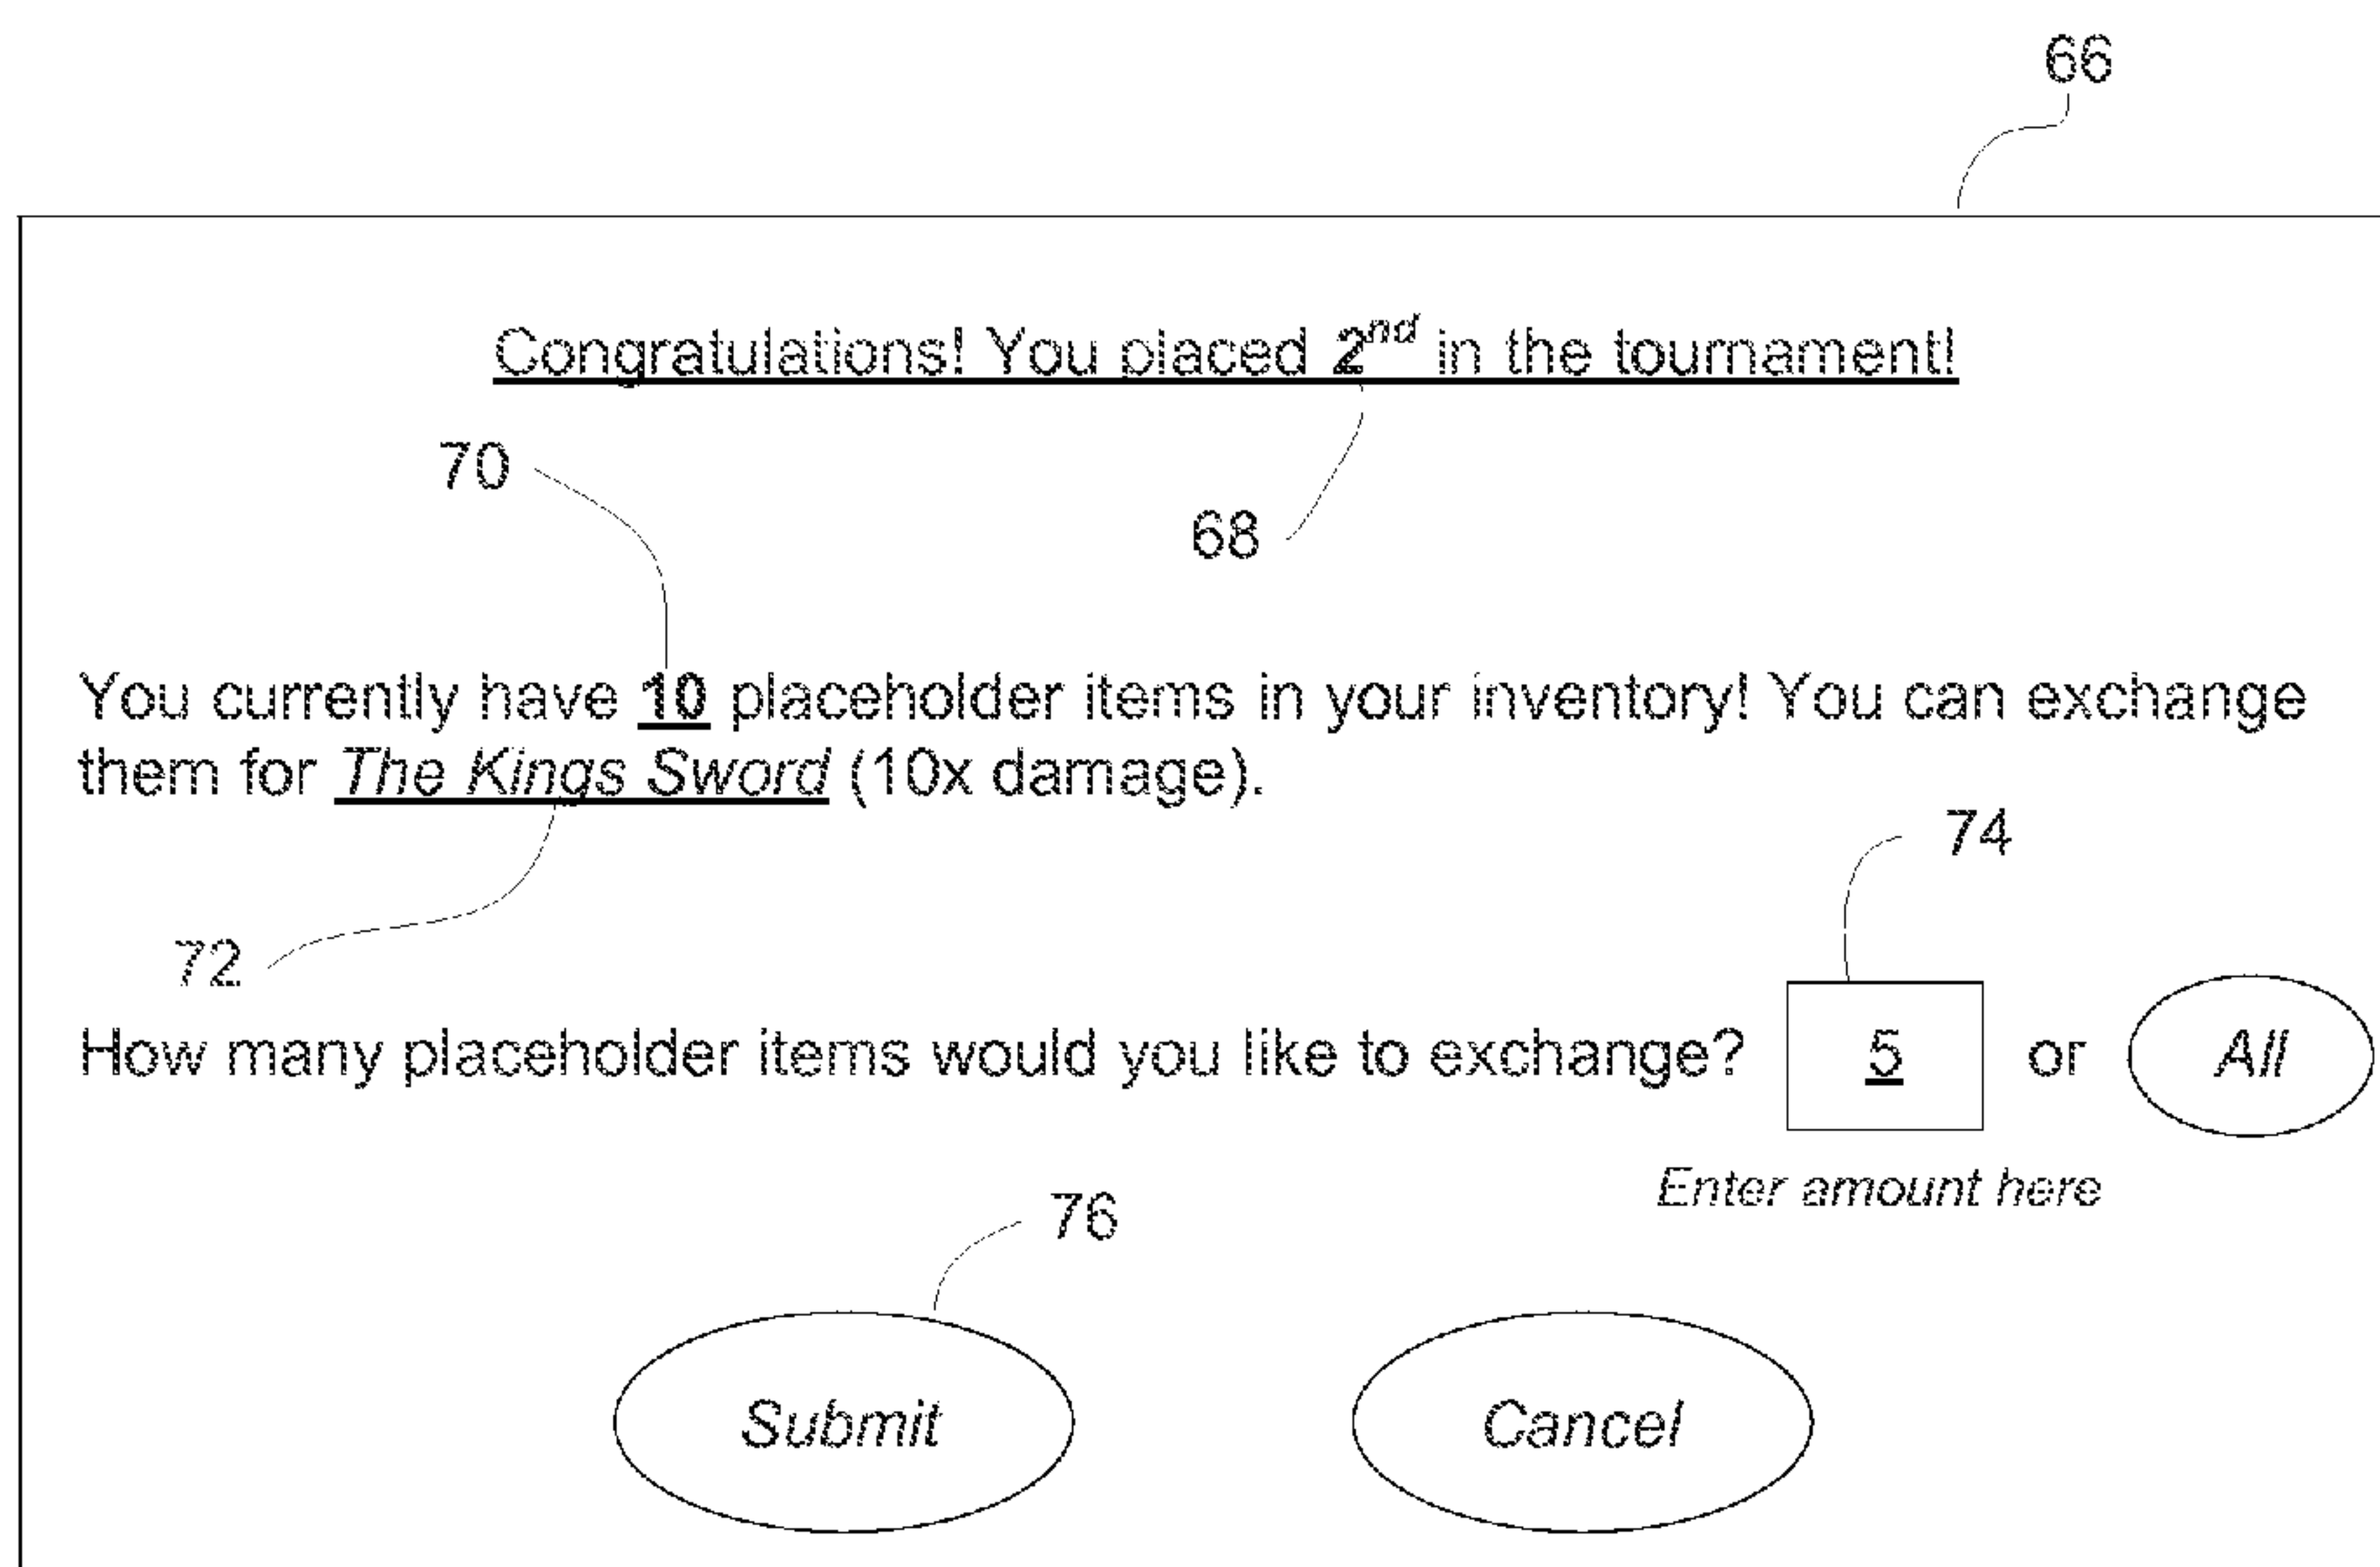 66
Congratulations! You placed 2nd in the tournament!
70
68
You currently have 10 placeholder items in your inventory! You can exchange
them for The Kings Sword (10x damage).
74
72
How many placeholder items would you like to exchange? 5 or All
Enter amount here
76
Submit Cancel